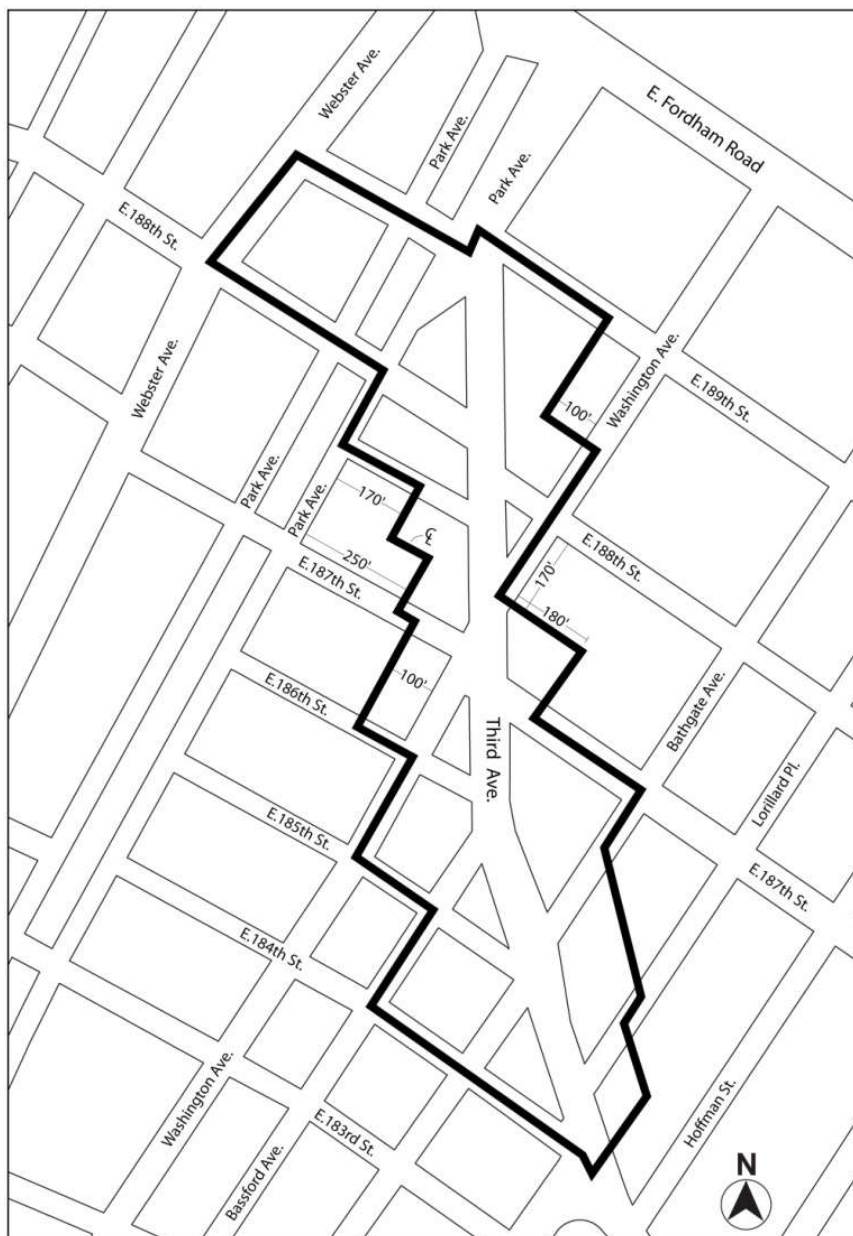 Webster Ave.
E. Fordham Road
Park Ave.
Park Ave.
E.188th St.
Webster Ave.
Washington Ave.
100'
E.189th St.
Park Ave.
Park Ave.
170'
℄
250'
E.188th St.
170'
E.187th St.
180'
100'
E.186th St.
Bathgate Ave.
Third Ave.
Lorillard Pl.
E.185th St.
E.187th St.
E.184th St.
Washington Ave.
E.183rd St.
Bassford Ave.
Hoffman St.
N